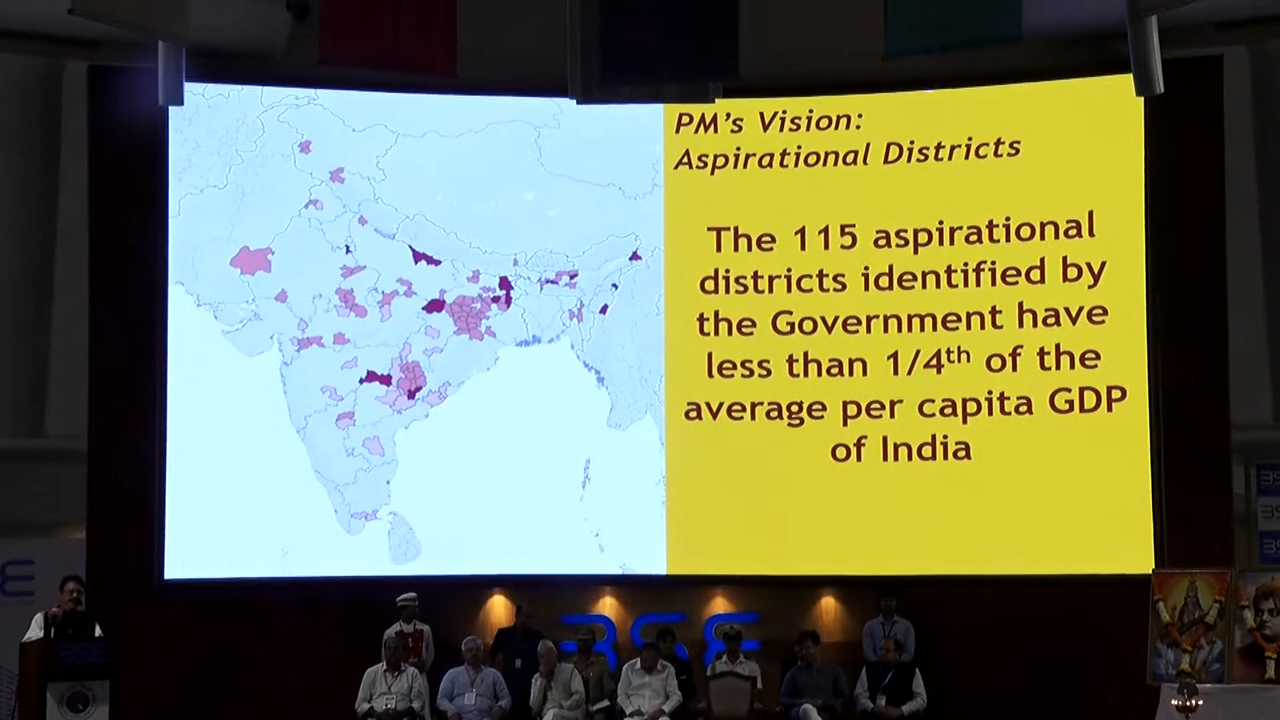 PM's Vision:
Aspirational Districts
The 115 aspirational
districts identified by
the Government have
less than 1/4th of the
average per capita GDP
of India
BSE